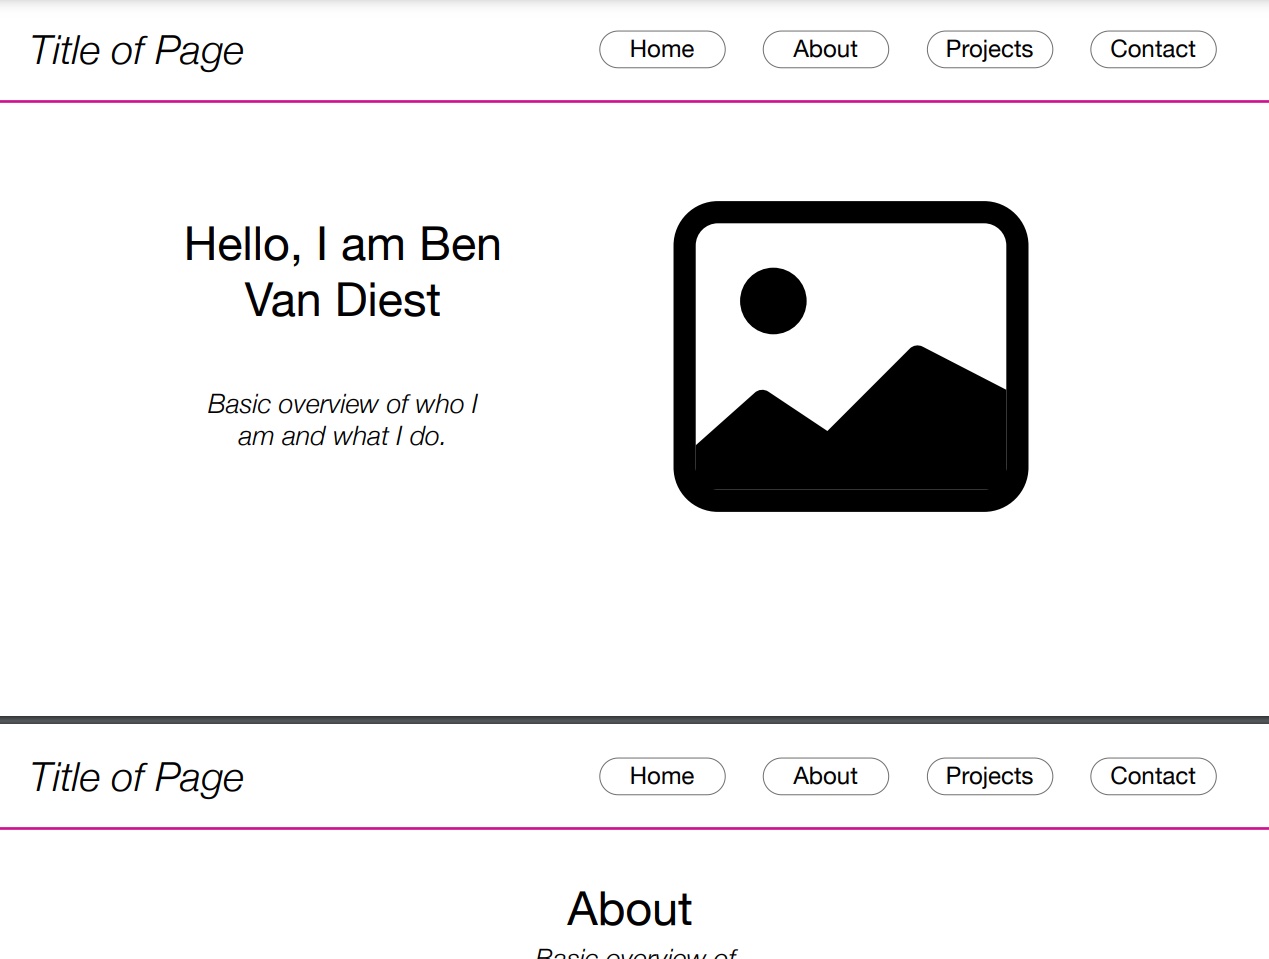 Title of Page
Home About Projects Contact
Hello, I am Ben
Van Diest
Basic overview of who I
am and what I do.
Title of Page
Home About Projects Contact
About
Basic overview of